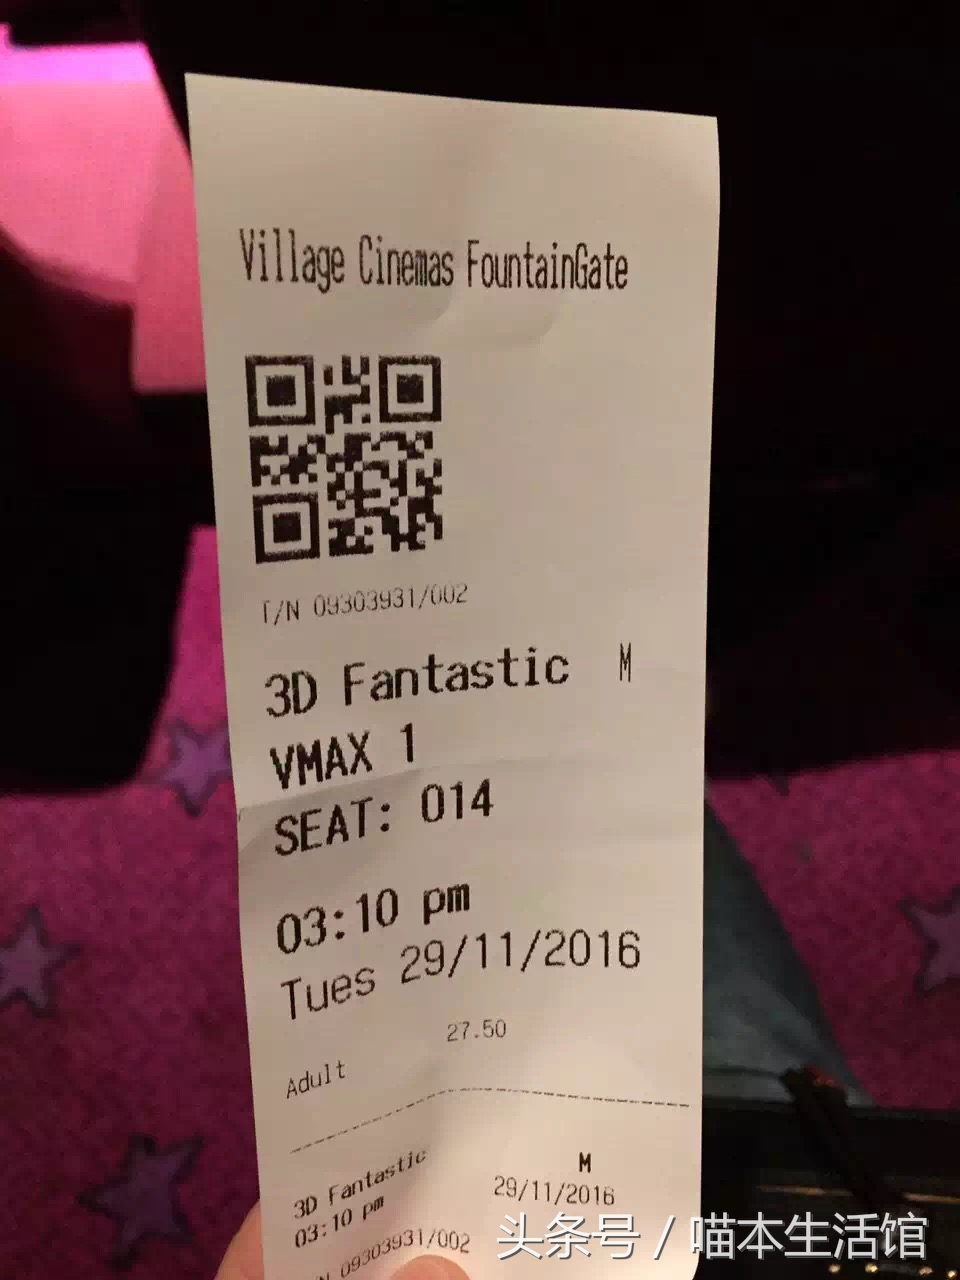 Village Cinemas FountainGate
T/N 09303931/002
3D Fantastic M
VMAX 1
SEAT: 014
03:10 pm
Tues 29/11/2016
27.50
Adult
3D Fantastic M
03:10 pm 29/11/2016
09303931/002
头条号 / 喵本生活馆